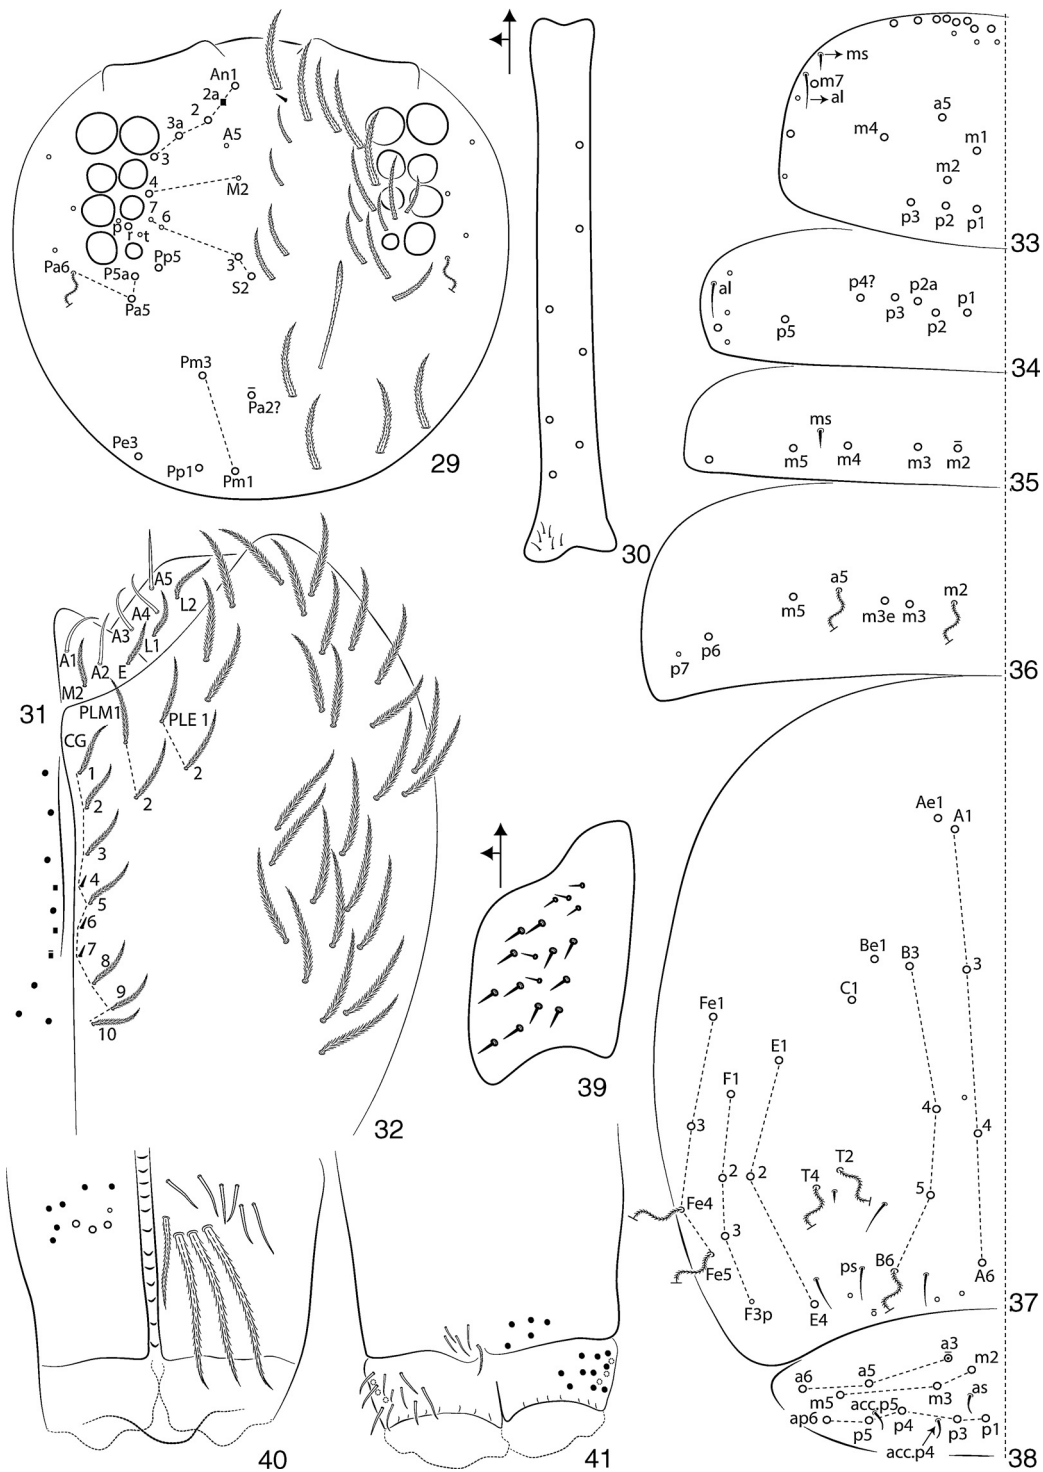 An1
2a
2
3a
A5
3
4
M2
7
6
p
r
t
3
S2
Pp5
P5a
Pa6
Pa5
Pm3
Pa2?
Pe3
Pp1
Pm1
29
30
A5
L2
A4
A3
L1
A1
A2
E
M2
31
PLM1
PLE 1
CG
1
2
2
2
3
4
5
6
7
8
9
10
32
ms
m7
al
a5
m4
m1
m2
p3
p2
p1
33
al
p4?
p2a
p1
p3
p2
p5
34
ms
m5
m4
m3
m2
35
a5
m2
m5
m3e
m3
p6
p7
36
Ae1
A1
Be1
B3
3
C1
Fe1
E1
F1
3
4
4
2
2
T4
T2
5
Fe4
3
Fe5
ps
B6
A6
F3p
E4
37
a3
a6
a5
m2
m5
acc.p5
m3
as
ap6
p5
p4
p3
p1
acc.p4
38
39
40
41